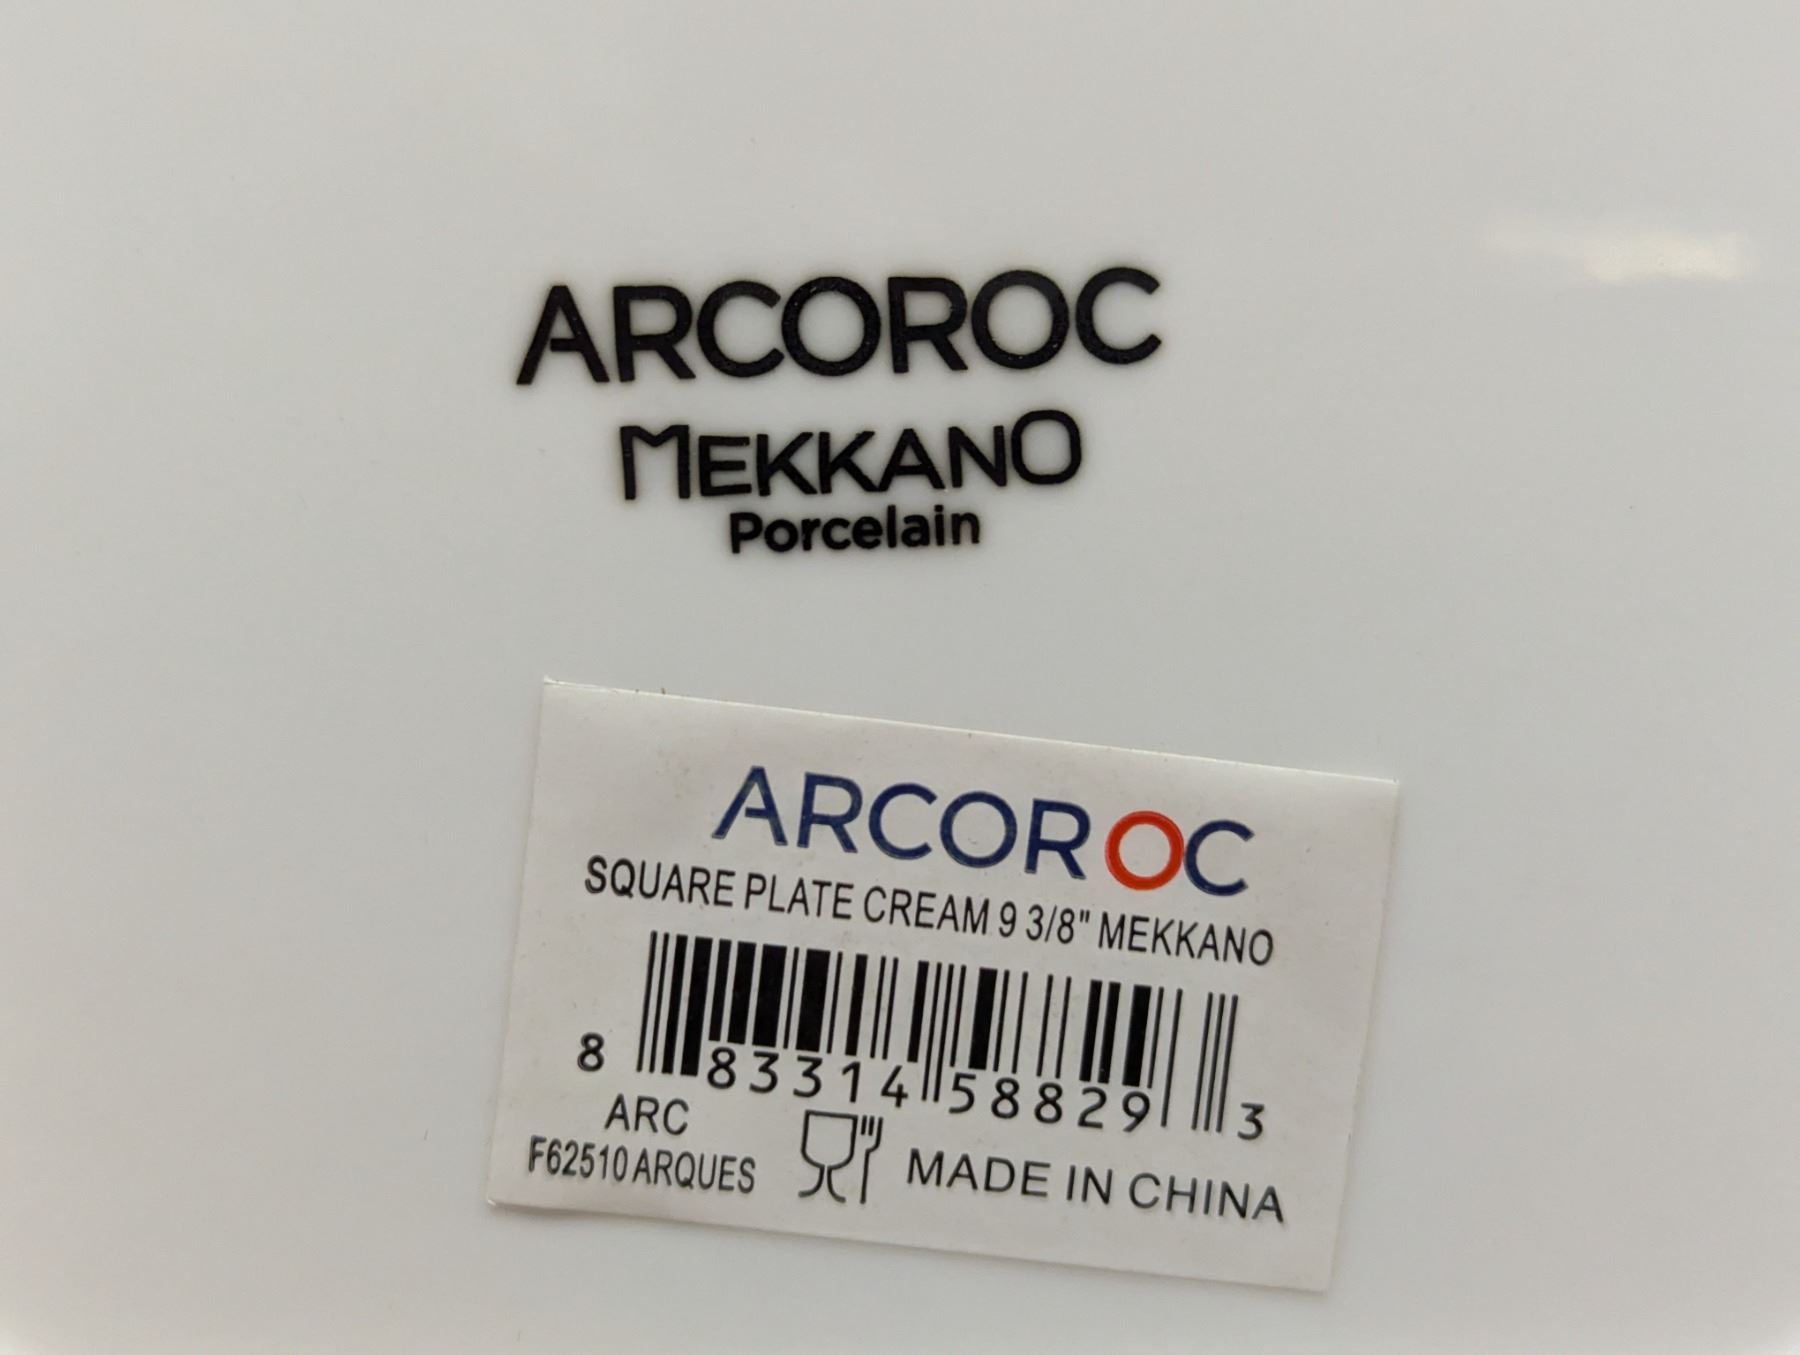 ARCOROC
MEKKANO
Porcelain
ARCOROC
SQUARE PLATE CREAM 9 3/8" MEKKANO
8 83314 58829 3
ARC
F62510 ARQUES
MADE IN CHINA